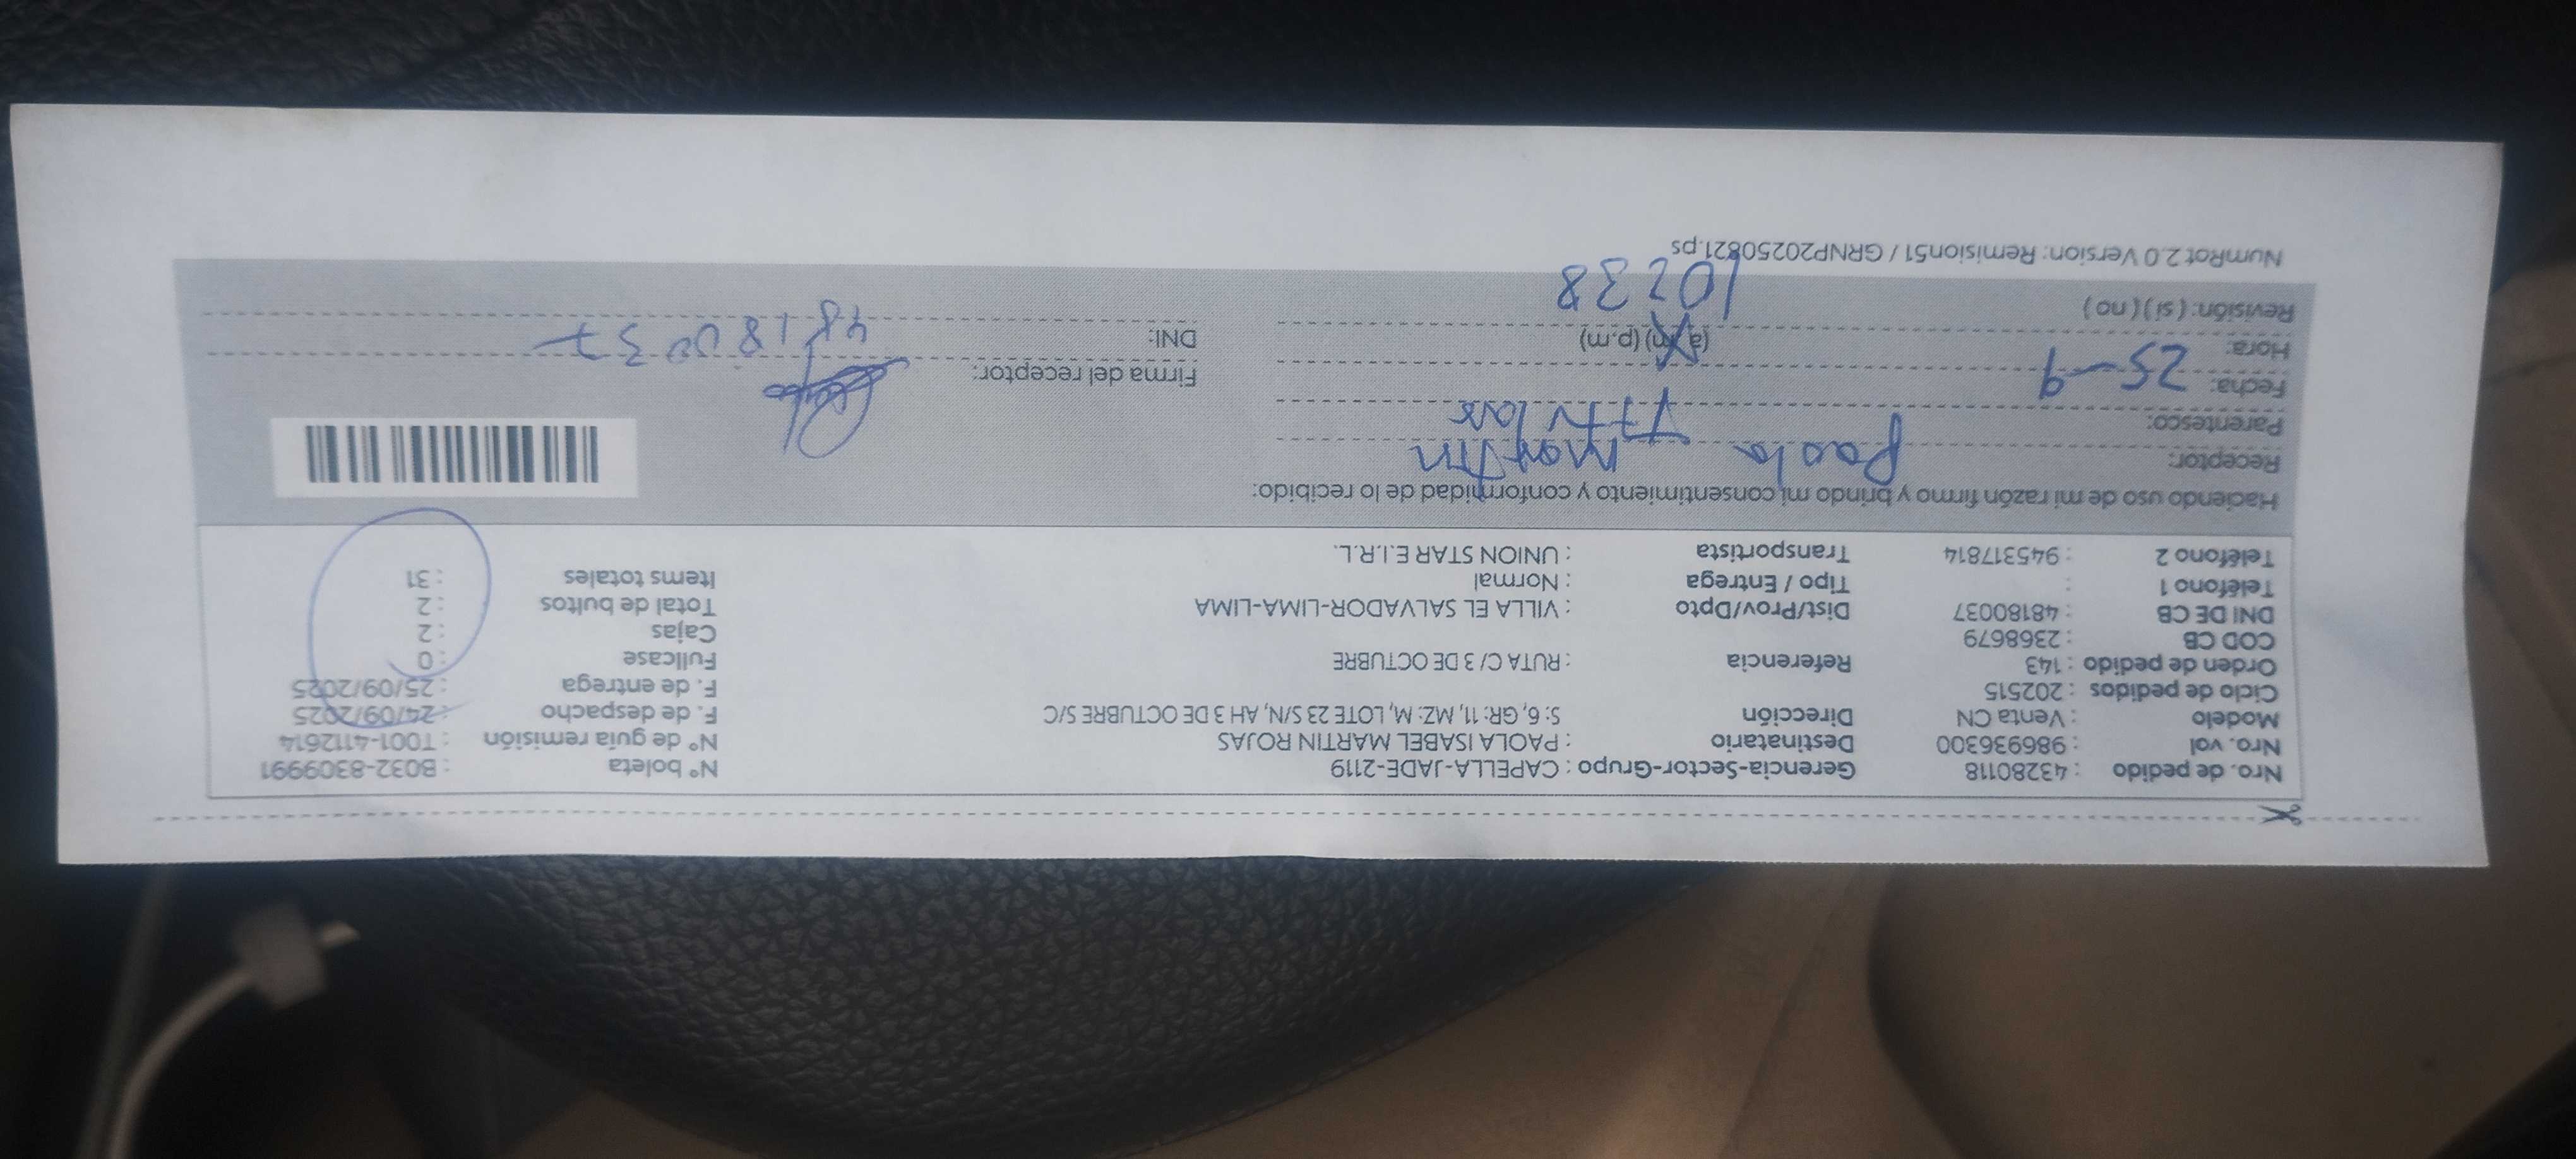 Nro. de pedido : 43280118 Gerencia-Sector-Grupo : CAPELLA-JADE-2119 N° boleta : B032-8309991
Nro. val : 986936300 Destinatario : PAOLA ISABEL MARTIN ROJAS N° de guía remisión : T001-4112614
Modelo : Venta CN Dirección S: 6, GR: 11, MZ: M, LOTE 23 S/N, AH 3 DE OCTUBRE S/C F. de despacho : 24/09/2025
Ciclo de pedidos : 202515 F. de entrega : 25/09/2025
Orden de pedido : 143 Referencia : RUTA C/ 3 DE OCTUBRE Fullcase : 0
COD CB : 2368679 Cajas : 2
DNI DE CB : 48180037 Dist/Prov/Dpto : VILLA EL SALVADOR-LIMA-LIMA Total de bultos : 2
Teléfono 1 : Tipo / Entrega : Normal Items totales : 31
Teléfono 2 : 945317814 Transportista : UNION STAR E.I.R.L.
Haciendo uso de mi razón firmo y brindo mi consentimiento y conformidad de lo recibido:
Receptor: Paola Martin
Parentesco: Titular
Fecha: 25-9 Firma del receptor:
Hora: (a.m) (p.m) DNI: 48180037
Revisión: ( si ) ( no ) 10:38
NumRot 2.0 Version: Remision51 / GRNP20250821.ps